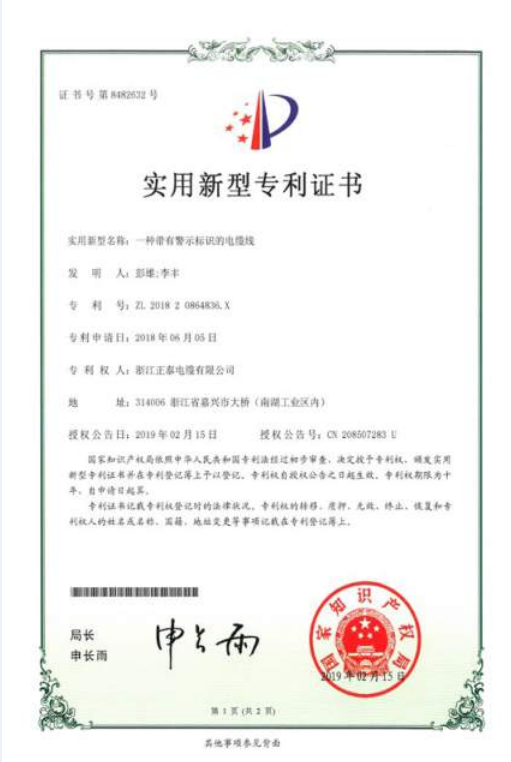 证书号第8482632号
实用新型专利证书
实用新型名称：一种带有警示标识的电缆线
发明人：彭雄;李丰
专利号：ZL 2018 2 0864836.X
专利申请日：2018年06月05日
专利权人：浙江正泰电缆有限公司
地址：314006 浙江省嘉兴市大桥（南湖工业区内）
授权公告日：2019年02月15日 授权公告号：CN 208507283 U
国家知识产权局依照中华人民共和国专利法经过初步审查，决定授予专利权，颁发实用
新型专利证书并在专利登记簿上予以登记。专利权自授权公告之日起生效。专利权期限为十
年，自申请日起算。
专利证书记载专利权登记时的法律状况。专利权的转移、质押、无效、终止、恢复和专
利权人的姓名或名称、国籍、地址变更等事项记载在专利登记簿上。
局长
申长雨
申长雨
国家知识产权局
2019年02月15日
第 1 页 (共 2 页)
其他事项参见背面